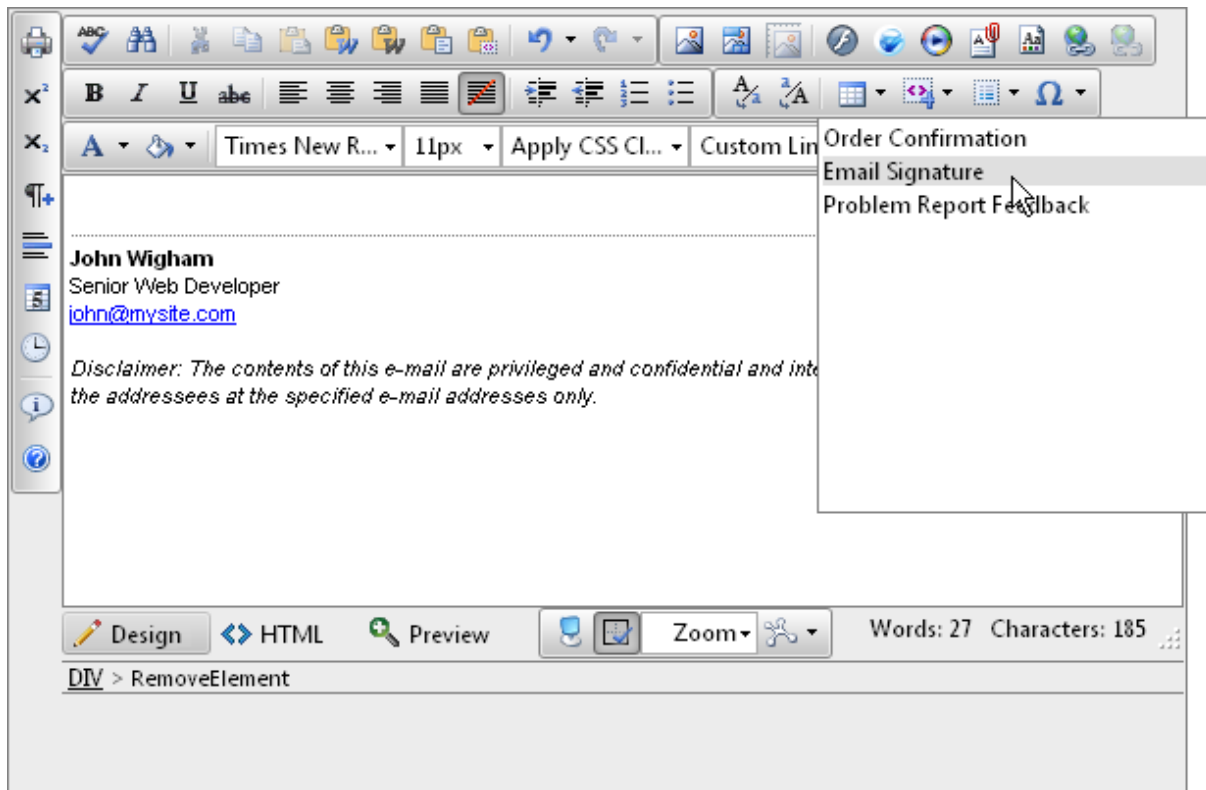 ABC
B I U abc
Times New R... 11px Apply CSS Cl... Custom Lin
Order Confirmation
Email Signature
Problem Report Feedback
John Wigham
Senior Web Developer
john@mysite.com
Disclaimer: The contents of this e-mail are privileged and confidential and inte
the addressees at the specified e-mail addresses only.
Design HTML Preview Zoom Words: 27 Characters: 185
DIV > RemoveElement